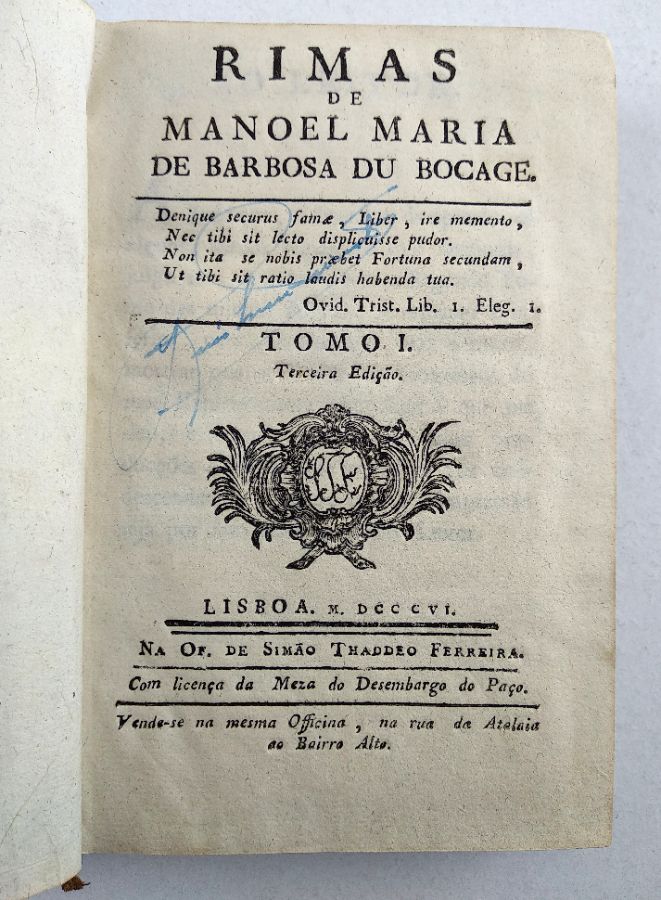 RIMAS
DE
MANOEL MARIA
DE BARBOSA DU BOCAGE.
Denique securus famæ, Liber, ire memento,
Nec tibi sit lecto displicuisse pudor.
Non ita se nobis præbet Fortuna secundam,
Ut tibi sit ratio laudis habenda tua.
Ovid. Trist. Lib. 1. Eleg. 1.
TOMO I.
Terceira Edição.
LISBOA. M. DCCCVI.
NA OF. DE SIMÃO THADDEO FERREIRA.
Com licença da Meza do Desembargo do Paço.
Vende-se na mesma Officina, na rua da Atalaia
ao Bairro Alto.